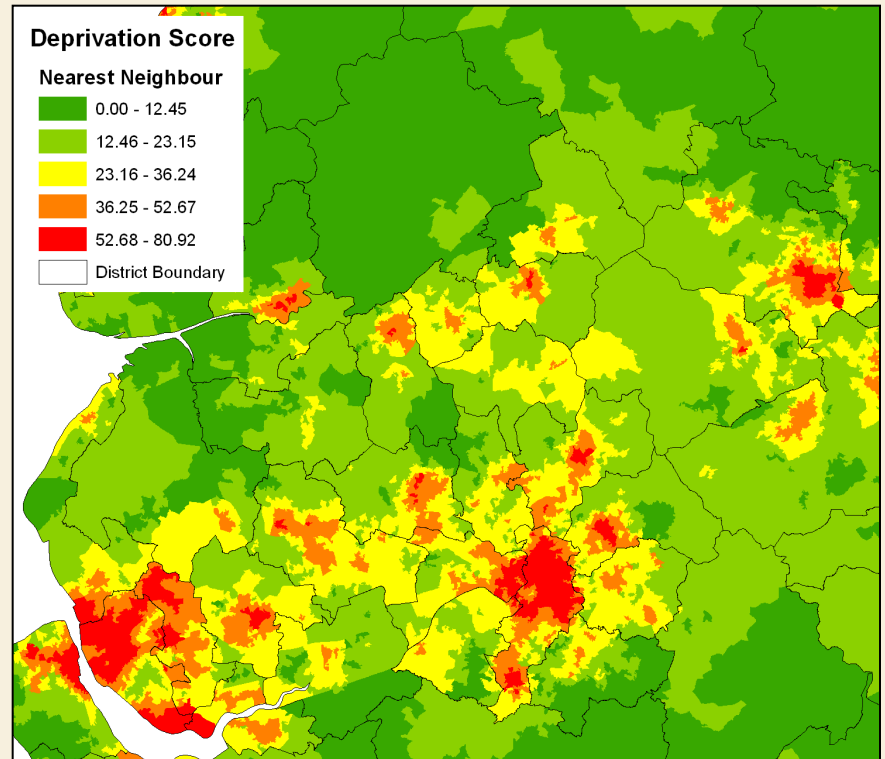 Deprivation Score
Nearest Neighbour
0.00 - 12.45
12.46 - 23.15
23.16 - 36.24
36.25 - 52.67
52.68 - 80.92
District Boundary